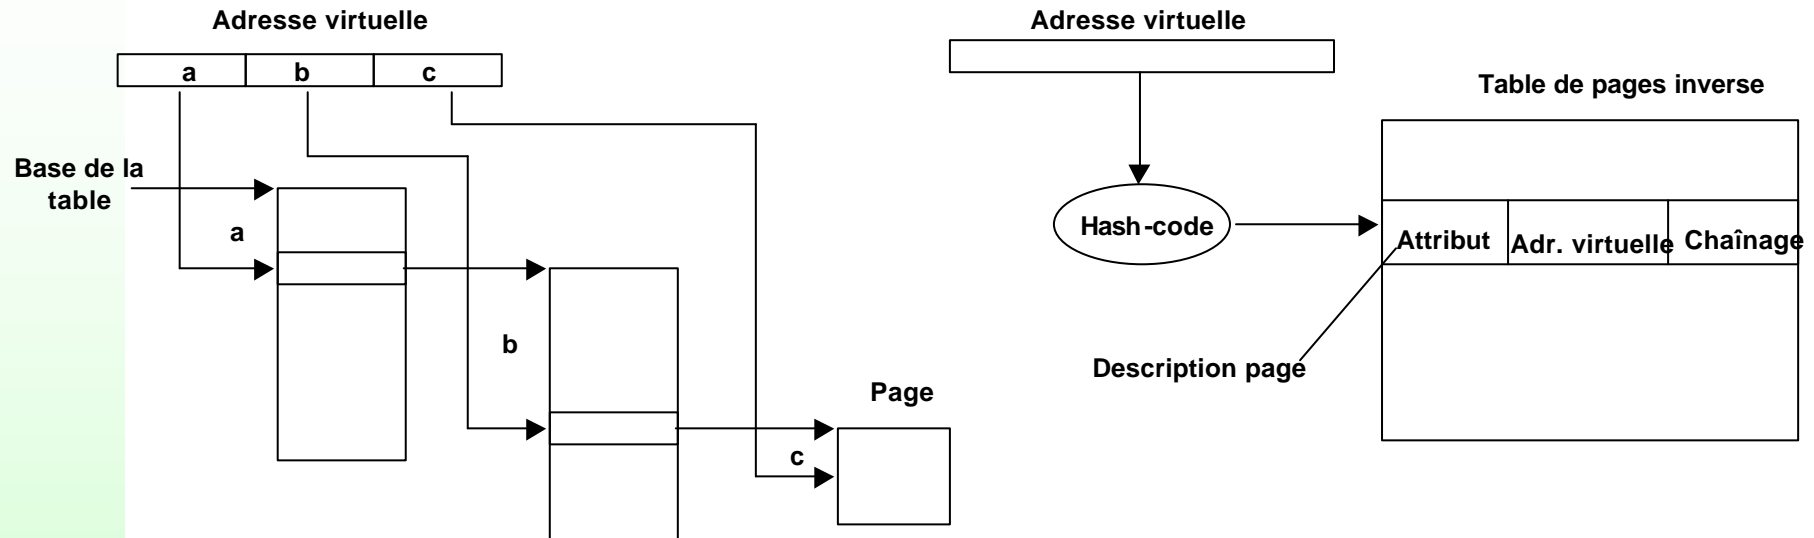 Adresse virtuelle
a b c
Base de la
table
a
b
Page
c
Adresse virtuelle
Table de pages inverse
Hash-code
Attribut Adr. virtuelle Chaînage
Description page